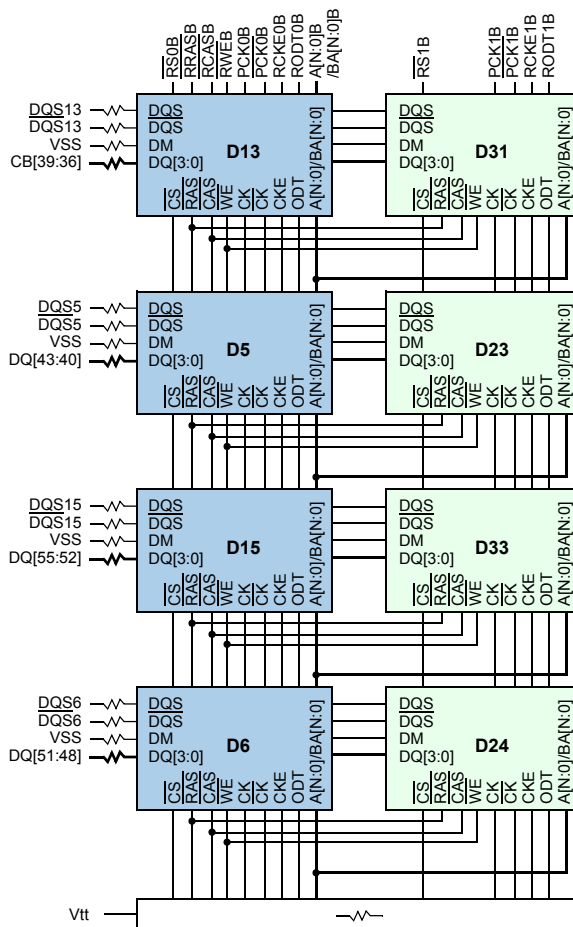 RS0B
RRASB
RCASB
RWEB
PCK0B
PCK0B
RCKE0B
RODT0B
A[N:0]B
/BA[N:0]B
RS1B
PCK1B
PCK1B
RCKE1B
RODT1B
DQS13
DQS13
VSS
CB[39:36]
DQS
DQS
DM
DQ[3:0]
D13
CS
RAS
CAS
WE
CK
CK
CKE
ODT
A[N:0]/BA[N:0]
DQS
DQS
DM
DQ[3:0]
D31
CS
RAS
CAS
WE
CK
CK
CKE
ODT
A[N:0]/BA[N:0]
DQS5
DQS5
VSS
DQ[43:40]
DQS
DQS
DM
DQ[3:0]
D5
CS
RAS
CAS
WE
CK
CK
CKE
ODT
A[N:0]/BA[N:0]
DQS
DQS
DM
DQ[3:0]
D23
CS
RAS
CAS
WE
CK
CK
CKE
ODT
A[N:0]/BA[N:0]
DQS15
DQS15
VSS
DQ[55:52]
DQS
DQS
DM
DQ[3:0]
D15
CS
RAS
CAS
WE
CK
CK
CKE
ODT
A[N:0]/BA[N:0]
DQS
DQS
DM
DQ[3:0]
D33
CS
RAS
CAS
WE
CK
CK
CKE
ODT
A[N:0]/BA[N:0]
DQS6
DQS6
VSS
DQ[51:48]
DQS
DQS
DM
DQ[3:0]
D6
CS
RAS
CAS
WE
CK
CK
CKE
ODT
A[N:0]/BA[N:0]
DQS
DQS
DM
DQ[3:0]
D24
CS
RAS
CAS
WE
CK
CK
CKE
ODT
A[N:0]/BA[N:0]
Vtt